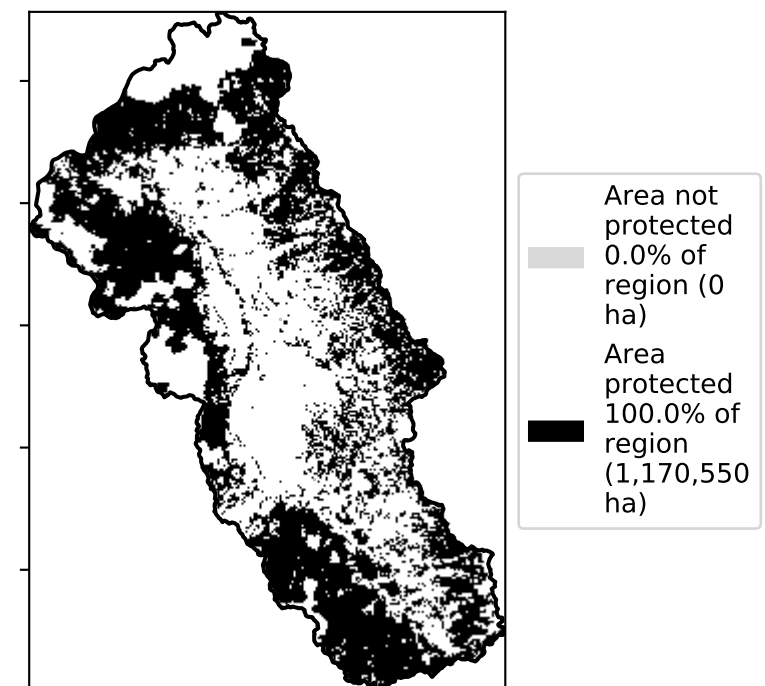 Area not
protected
0.0% of
region (0
ha)
Area
protected
100.0% of
region
(1,170,550
ha)